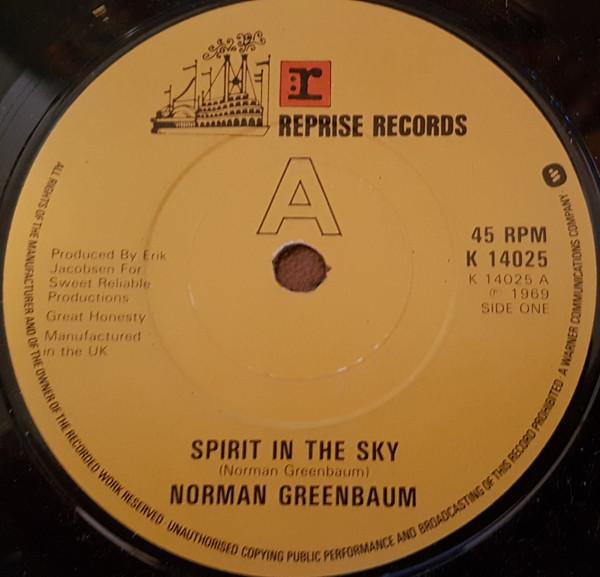 r
REPRISE RECORDS
A
45 RPM
K 14025
K 14025 A
℗ 1969
SIDE ONE
Produced By Erik
Jacobsen For
Sweet Reliable
Productions
Great Honesty
Manufactured
in the UK
SPIRIT IN THE SKY
(Norman Greenbaum)
NORMAN GREENBAUM
ALL RIGHTS OF THE MANUFACTURER AND OF THE OWNER OF THE RECORDED WORK RESERVED · UNAUTHORISED COPYING PUBLIC PERFORMANCE AND BROADCASTING OF THIS RECORD PROHIBITED · A WARNER COMMUNICATIONS COMPANY ·